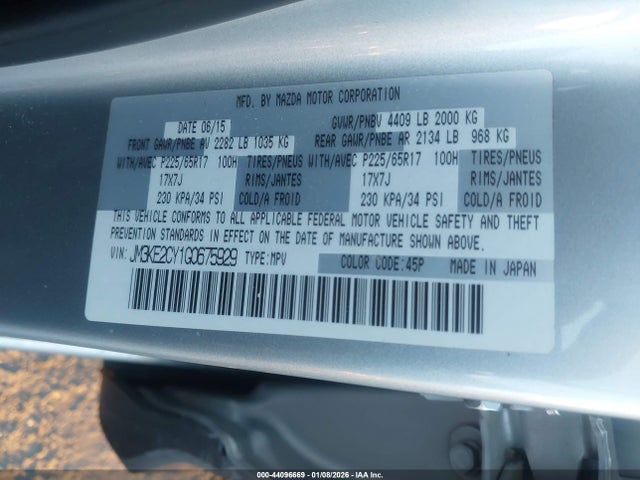 MFD. BY MAZDA MOTOR CORPORATION
DATE 06/15 GVWR/PNBV 4409 LB 2000 KG
FRONT GAWR/PNBE AV 2282 LB 1035 KG REAR GAWR/PNBE AR 2134 LB 968 KG
WITH/AVEC P225/65R17 100H TIRES/PNEUS WITH/AVEC P225/65R17 100H TIRES/PNEUS
17X7J RIMS/JANTES 17X7J RIMS/JANTES
230 KPA/34 PSI COLD/A FROID 230 KPA/34 PSI COLD/A FROID
THIS VEHICLE CONFORMS TO ALL APPLICABLE FEDERAL MOTOR VEHICLE SAFETY AND THEFT
PREVENTION STANDARDS IN EFFECT ON THE DATE OF MANUFACTURE SHOWN ABOVE.
VIN: JM3KE2CY1G0675929 TYPE:MPV COLOR CODE:45P MADE IN JAPAN
000-44096669 - 01/08/2026 - IAA Inc.